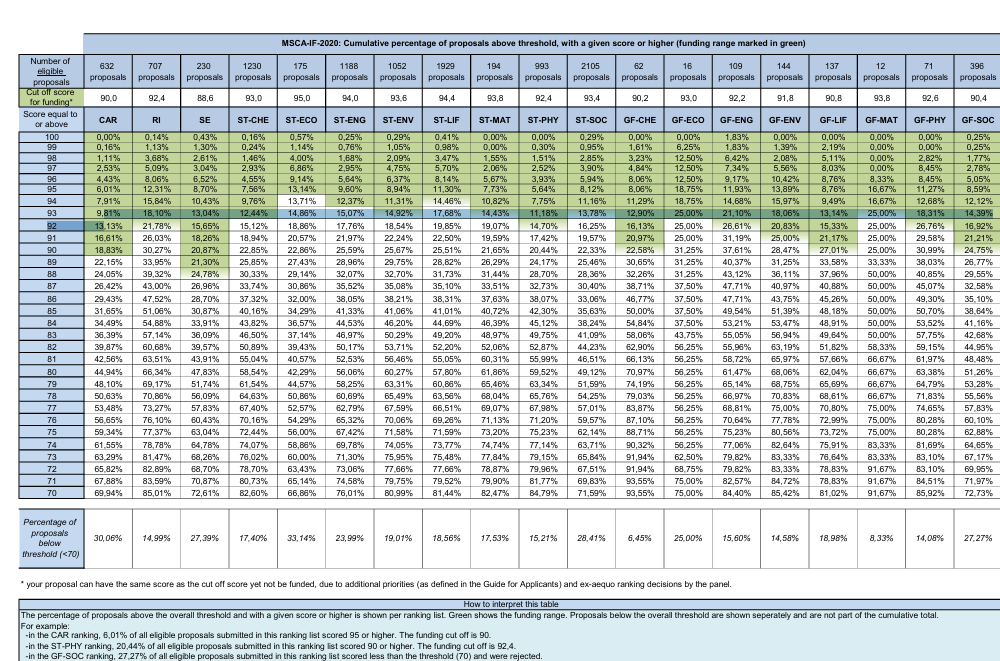 MSCA-IF-2020: Cumulative percentage of proposals above threshold, with a given score or higher (funding range marked in green)
Number of eligible proposals 632 proposals 707 proposals 230 proposals 1230 proposals 175 proposals 1188 proposals 1052 proposals 1929 proposals 194 proposals 993 proposals 2105 proposals 62 proposals 16 proposals 109 proposals 144 proposals 137 proposals 12 proposals 71 proposals 396 proposals
Cut off score for funding* 90,0 92,4 88,6 93,0 95,0 94,0 93,6 94,4 93,8 92,4 93,4 90,2 93,0 92,2 91,8 90,8 93,8 92,6 90,4
Score equal to or above CAR RI SE ST-CHE ST-ECO ST-ENG ST-ENV ST-LIF ST-MAT ST-PHY ST-SOC GF-CHE GF-ECO GF-ENG GF-ENV GF-LIF GF-MAT GF-PHY GF-SOC
100 0,00% 0,14% 0,43% 0,16% 0,57% 0,25% 0,29% 0,41% 0,00% 0,00% 0,29% 0,00% 0,00% 1,83% 0,00% 0,00% 0,00% 0,00% 0,25%
99 0,16% 1,13% 1,30% 0,24% 1,14% 0,76% 1,05% 0,98% 0,00% 0,30% 0,95% 1,61% 6,25% 1,83% 1,39% 2,19% 0,00% 0,00% 0,25%
98 1,11% 3,68% 2,61% 1,46% 4,00% 1,68% 2,09% 3,47% 1,55% 1,51% 2,85% 3,23% 12,50% 6,42% 2,08% 5,11% 0,00% 2,82% 1,77%
97 2,53% 5,09% 3,04% 2,93% 6,86% 2,95% 4,75% 5,70% 2,06% 2,52% 3,90% 4,84% 12,50% 7,34% 5,56% 8,03% 0,00% 8,45% 3,28%
96 4,43% 8,06% 6,52% 4,55% 9,14% 5,64% 6,37% 8,14% 5,67% 3,93% 5,94% 8,06% 12,50% 9,17% 10,42% 8,76% 8,33% 8,45% 5,05%
95 6,01% 12,31% 8,70% 7,56% 13,14% 9,60% 8,94% 11,30% 7,73% 5,64% 8,12% 8,06% 18,75% 11,93% 13,89% 8,76% 16,67% 11,27% 8,59%
94 7,91% 15,84% 10,43% 9,76% 13,71% 12,37% 11,31% 14,46% 10,82% 7,75% 11,16% 11,29% 18,75% 14,68% 15,97% 9,49% 16,67% 12,68% 12,12%
93 9,81% 18,10% 13,04% 12,44% 14,86% 15,07% 14,92% 17,68% 14,43% 11,18% 13,78% 12,90% 25,00% 21,10% 18,06% 13,14% 25,00% 18,31% 14,39%
92 13,13% 21,78% 15,65% 15,12% 18,86% 17,76% 18,54% 19,85% 19,07% 14,70% 16,25% 16,13% 25,00% 26,61% 20,83% 15,33% 25,00% 26,76% 16,92%
91 16,61% 26,03% 18,26% 18,94% 20,57% 21,97% 22,24% 22,50% 19,59% 17,42% 19,57% 20,97% 25,00% 31,19% 25,00% 21,17% 25,00% 29,58% 21,21%
90 18,83% 30,27% 20,87% 22,85% 22,86% 25,59% 25,67% 25,51% 21,65% 20,44% 22,33% 22,58% 31,25% 37,61% 28,47% 27,01% 25,00% 30,99% 24,75%
89 22,15% 33,95% 21,30% 25,85% 27,43% 28,96% 29,75% 28,82% 26,29% 24,17% 25,46% 30,65% 31,25% 40,37% 31,25% 33,58% 33,33% 38,03% 26,77%
88 24,05% 39,32% 24,78% 30,33% 29,14% 32,07% 32,70% 31,73% 31,44% 28,70% 28,36% 32,26% 31,25% 43,12% 36,11% 37,96% 50,00% 40,85% 29,55%
87 26,42% 43,00% 26,96% 33,74% 30,86% 35,52% 35,08% 35,10% 33,51% 32,73% 30,40% 38,71% 37,50% 47,71% 40,97% 40,88% 50,00% 45,07% 32,58%
86 29,43% 47,52% 28,70% 37,32% 32,00% 38,05% 38,21% 38,31% 37,63% 38,07% 33,06% 46,77% 37,50% 47,71% 43,75% 45,26% 50,00% 49,30% 35,10%
85 31,65% 51,06% 30,87% 40,16% 34,29% 41,33% 41,06% 41,01% 40,72% 42,30% 35,63% 50,00% 37,50% 49,54% 51,39% 48,18% 50,00% 50,70% 38,64%
84 34,49% 54,88% 33,91% 43,82% 36,57% 44,53% 46,20% 44,69% 46,39% 45,12% 38,24% 54,84% 37,50% 53,21% 53,47% 48,91% 50,00% 53,52% 41,16%
83 36,39% 57,14% 36,09% 46,50% 37,14% 46,97% 50,29% 49,20% 48,97% 49,75% 41,09% 58,06% 43,75% 55,05% 56,94% 49,64% 50,00% 57,75% 42,68%
82 39,87% 60,68% 39,57% 50,89% 39,43% 50,17% 53,71% 52,20% 52,06% 52,87% 44,23% 62,90% 50,00% 55,96% 63,19% 51,82% 58,33% 59,15% 44,95%
81 42,56% 63,51% 43,91% 55,04% 40,57% 52,53% 56,46% 55,05% 60,31% 55,99% 46,51% 66,13% 56,25% 58,72% 65,97% 57,66% 66,67% 61,97% 48,48%
80 44,94% 66,34% 47,83% 58,54% 42,29% 56,06% 60,27% 57,80% 61,86% 59,52% 49,12% 70,97% 56,25% 61,47% 68,06% 62,04% 66,67% 63,38% 51,26%
79 48,10% 69,17% 51,74% 61,54% 44,57% 58,25% 63,31% 60,86% 65,46% 63,34% 51,59% 74,19% 56,25% 65,14% 68,75% 65,69% 66,67% 64,79% 53,28%
78 50,63% 70,86% 56,09% 64,63% 50,86% 60,69% 65,49% 63,56% 68,04% 65,76% 54,25% 79,03% 56,25% 66,97% 70,83% 68,61% 66,67% 71,83% 55,56%
77 53,48% 73,27% 57,83% 67,40% 52,57% 62,79% 67,59% 66,51% 69,07% 67,98% 57,01% 83,87% 56,25% 68,81% 75,00% 71,53% 75,00% 74,65% 57,83%
76 56,65% 76,10% 60,43% 70,16% 54,29% 65,32% 70,06% 69,26% 71,13% 71,20% 59,57% 87,10% 56,25% 70,64% 77,78% 72,99% 75,00% 80,28% 60,10%
75 59,34% 77,37% 63,04% 72,44% 56,00% 67,42% 71,58% 71,59% 73,20% 75,23% 62,14% 88,71% 56,25% 75,23% 80,56% 73,72% 75,00% 80,28% 62,88%
74 61,55% 78,78% 64,78% 74,07% 58,86% 69,78% 74,05% 73,77% 77,84% 77,14% 63,71% 90,32% 56,25% 77,06% 82,64% 75,91% 83,33% 81,69% 64,65%
73 63,29% 81,47% 68,26% 76,02% 60,00% 71,30% 75,95% 75,48% 77,84% 79,15% 65,84% 91,94% 62,50% 79,82% 83,33% 76,64% 83,33% 83,10% 67,17%
72 65,82% 82,89% 68,70% 78,70% 63,43% 73,06% 77,66% 77,66% 78,87% 79,96% 67,51% 91,94% 68,75% 79,82% 83,33% 78,83% 91,67% 83,10% 69,95%
71 67,88% 83,59% 70,87% 80,73% 65,14% 74,58% 79,75% 79,52% 79,90% 81,77% 69,83% 93,55% 75,00% 82,57% 84,72% 78,83% 91,67% 84,51% 71,97%
70 69,94% 85,01% 72,61% 82,60% 66,86% 76,01% 80,99% 81,44% 82,47% 84,79% 71,59% 93,55% 75,00% 84,40% 85,42% 81,02% 91,67% 85,92% 72,73%
Percentage of proposals below threshold (<70) 30,06% 14,99% 27,39% 17,40% 33,14% 23,99% 19,01% 18,56% 17,53% 15,21% 28,41% 6,45% 25,00% 15,60% 14,58% 18,98% 8,33% 14,08% 27,27%
* your proposal can have the same score as the cut off score yet not be funded, due to additional priorities (as defined in the Guide for Applicants) and ex-aequo ranking decisions by the panel.
How to interpret this table
The percentage of proposals above the overall threshold and with a given score or higher is shown per ranking list. Green shows the funding range. Proposals below the overall threshold are shown seperately and are not part of the cumulative total.
For example:
-in the CAR ranking, 6,01% of all eligible proposals submitted in this ranking list scored 95 or higher. The funding cut off is 90.
-in the ST-PHY ranking, 20,44% of all eligible proposals submitted in this ranking list scored 90 or higher. The funding cut off is 92,4.
-in the GF-SOC ranking, 27,27% of all eligible proposals submitted in this ranking list scored less than the threshold (70) and were rejected.